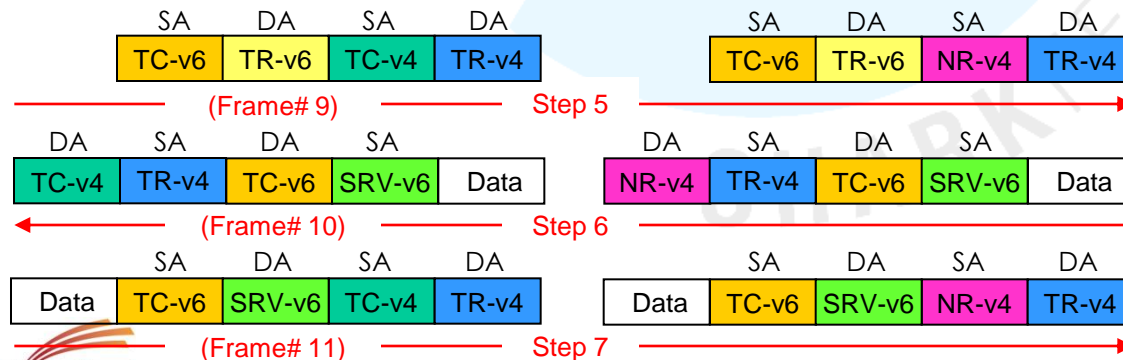 SA DA SA DA SA DA SA DA
TC-v6 TR-v6 TC-v4 TR-v4 TC-v6 TR-v6 NR-v4 TR-v4
(Frame# 9) Step 5
DA SA DA SA DA SA DA SA
TC-v4 TR-v4 TC-v6 SRV-v6 Data NR-v4 TR-v4 TC-v6 SRV-v6 Data
(Frame# 10) Step 6
SA DA SA DA SA DA SA DA
Data TC-v6 SRV-v6 TC-v4 TR-v4 Data TC-v6 SRV-v6 NR-v4 TR-v4
(Frame# 11) Step 7